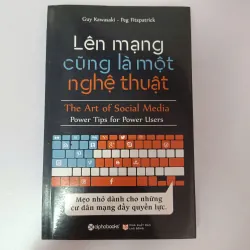 Guy Kawasaki - Peg Fitzpatrick
Lên mạng
cũng là một
nghệ thuật
The Art of Social Media
Power Tips for Power Users
Mẹo nhỏ dành cho những
cư dân mạng đầy quyền lực.
alphabooks